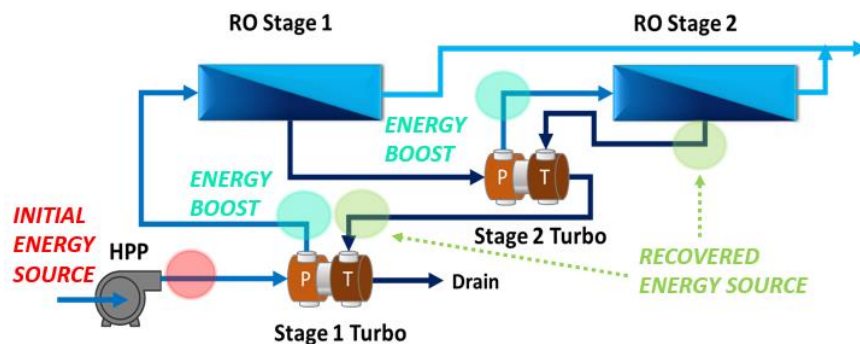 RO Stage 1
RO Stage 2
ENERGY
BOOST
P T
ENERGY
BOOST
Stage 2 Turbo
INITIAL
ENERGY
SOURCE
HPP
RECOVERED
ENERGY SOURCE
P T
Drain
Stage 1 Turbo